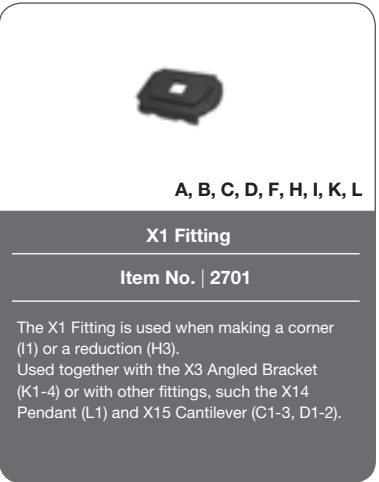 A, B, C, D, F, H, I, K, L
X1 Fitting
Item No. | 2701
The X1 Fitting is used when making a corner
(I1) or a reduction (H3).
Used together with the X3 Angled Bracket
(K1-4) or with other fittings, such the X14
Pendant (L1) and X15 Cantilever (C1-3, D1-2).